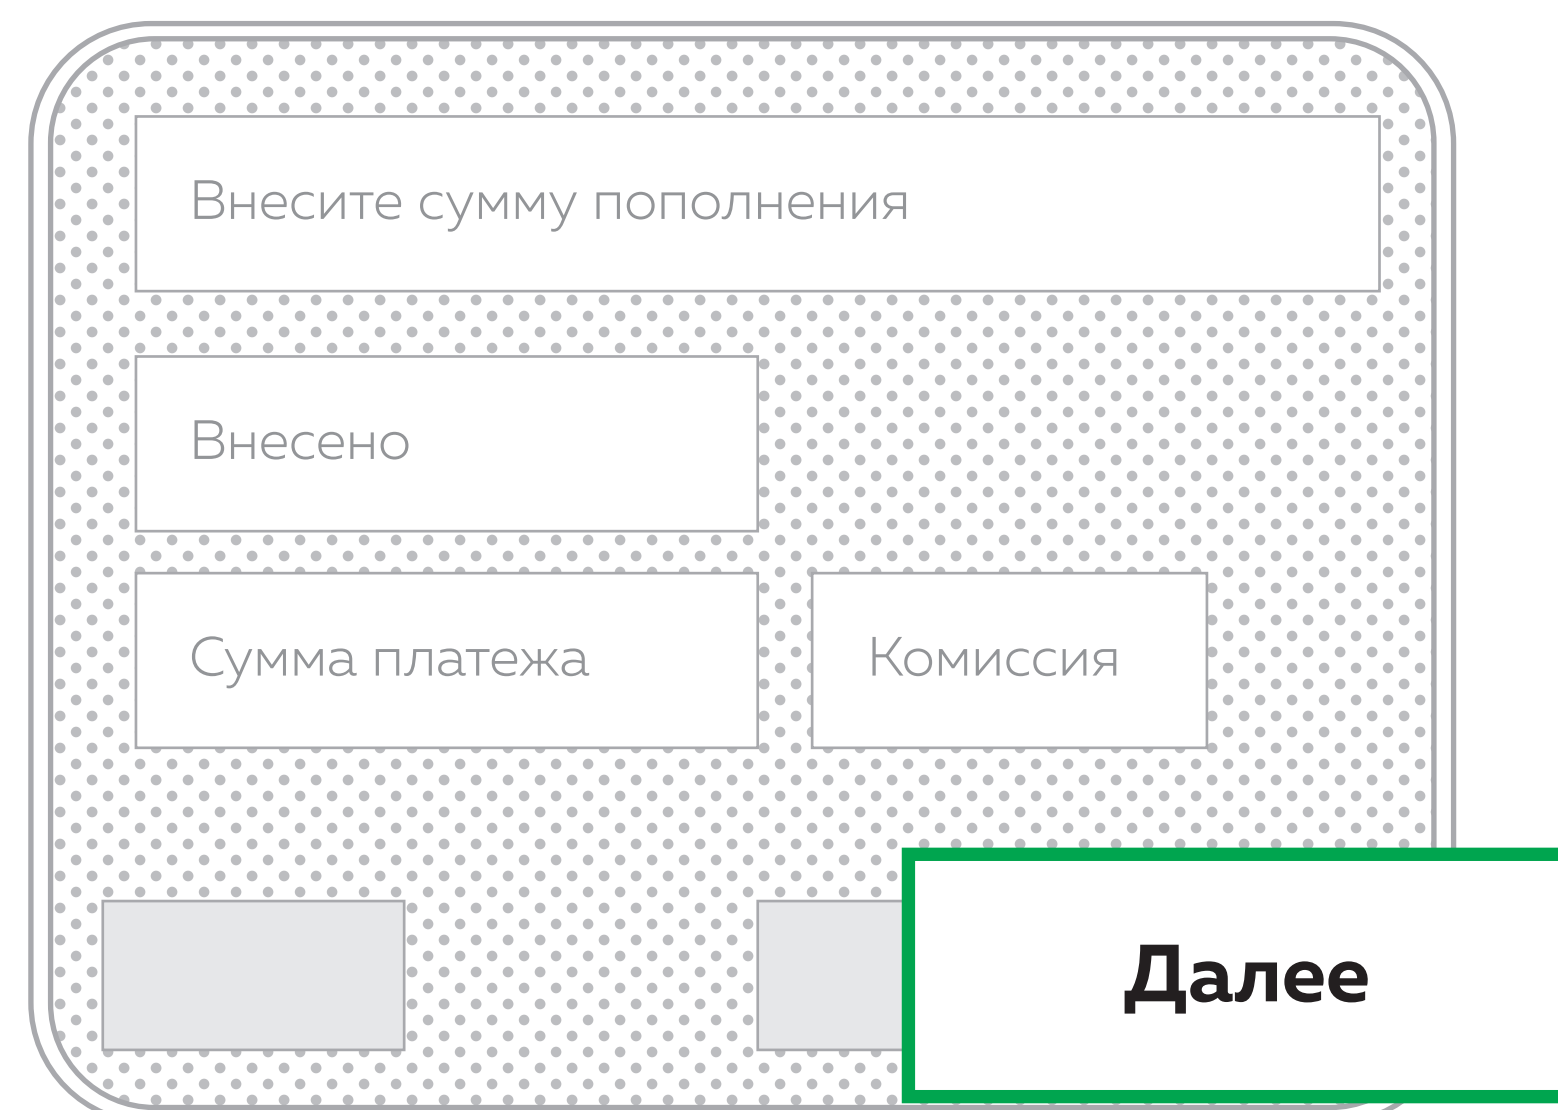 Внесите сумму пополнения
Внесено
Сумма платежа
Комиссия
Далее